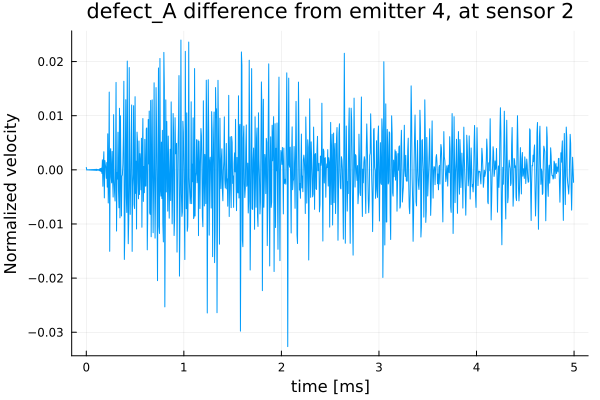 defect_A difference from emitter 4, at sensor 2
Normalized velocity
0.02
0.01
0.00
−0.01
−0.02
−0.03
0 1 2 3 4 5
time [ms]